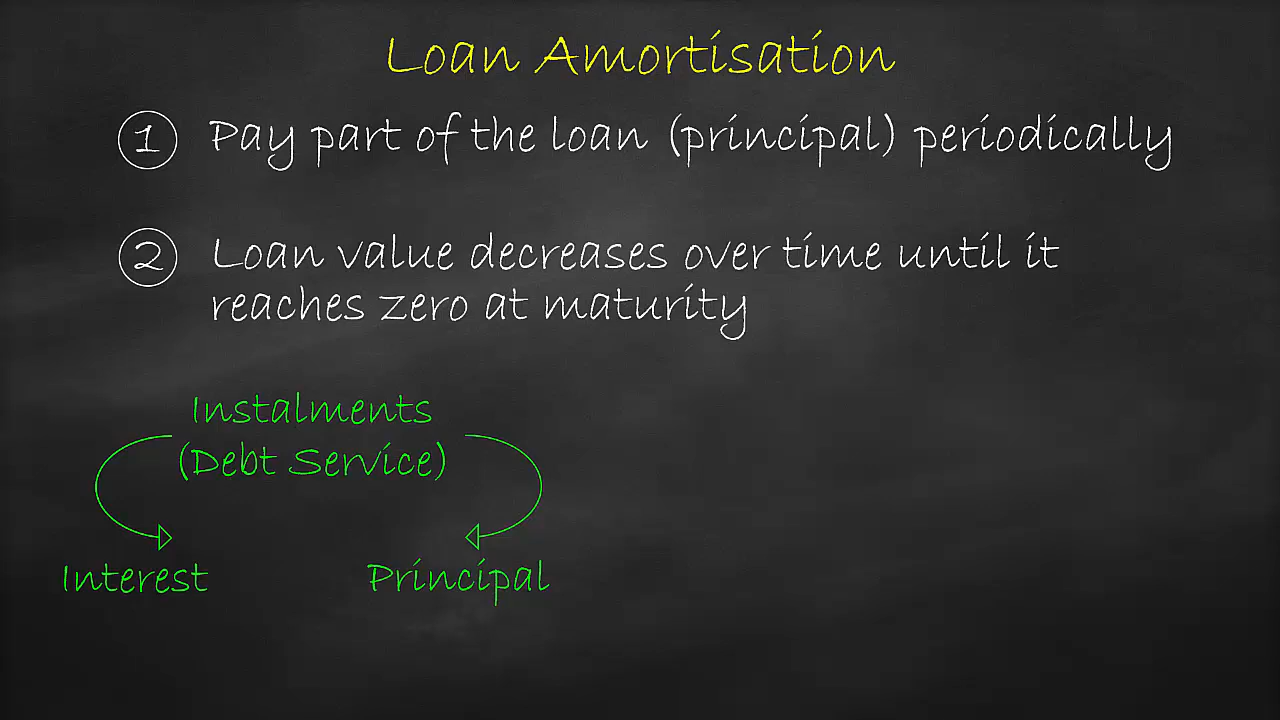 Loan Amortisation
1 Pay part of the loan (principal) periodically
2 Loan value decreases over time until it
reaches zero at maturity
Instalments
(Debt Service)
Interest Principal